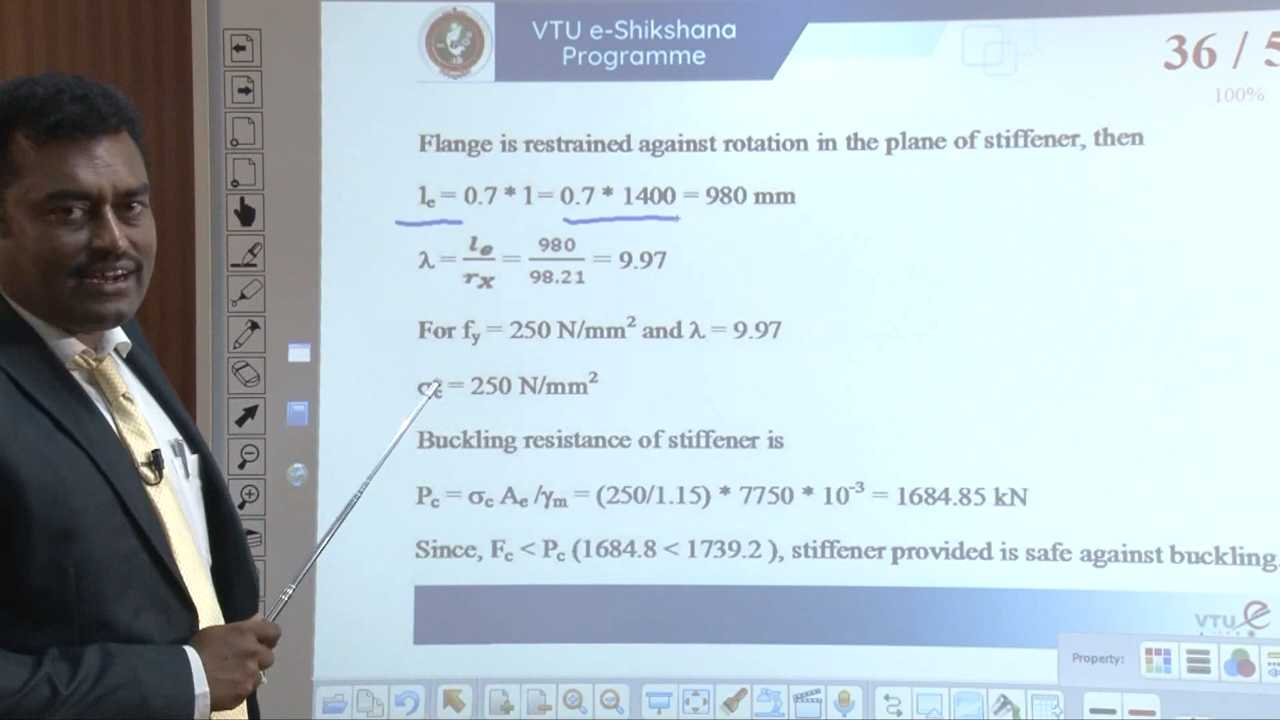 VTU e-Shikshana
Programme
36 / 5
100%
Flange is restrained against rotation in the plane of stiffener, then
lₑ = 0.7 * l= 0.7 * 1400 = 980 mm
λ = lₑ/rX = 980/98.21 = 9.97
For fy = 250 N/mm² and λ = 9.97
= 250 N/mm²
Buckling resistance of stiffener is
Pc = σc Ae /γm = (250/1.15) * 7750 * 10⁻³ = 1684.85 kN
Since, Fc < Pc (1684.8 < 1739.2 ), stiffener provided is safe against buckling.
VTU e
Property: